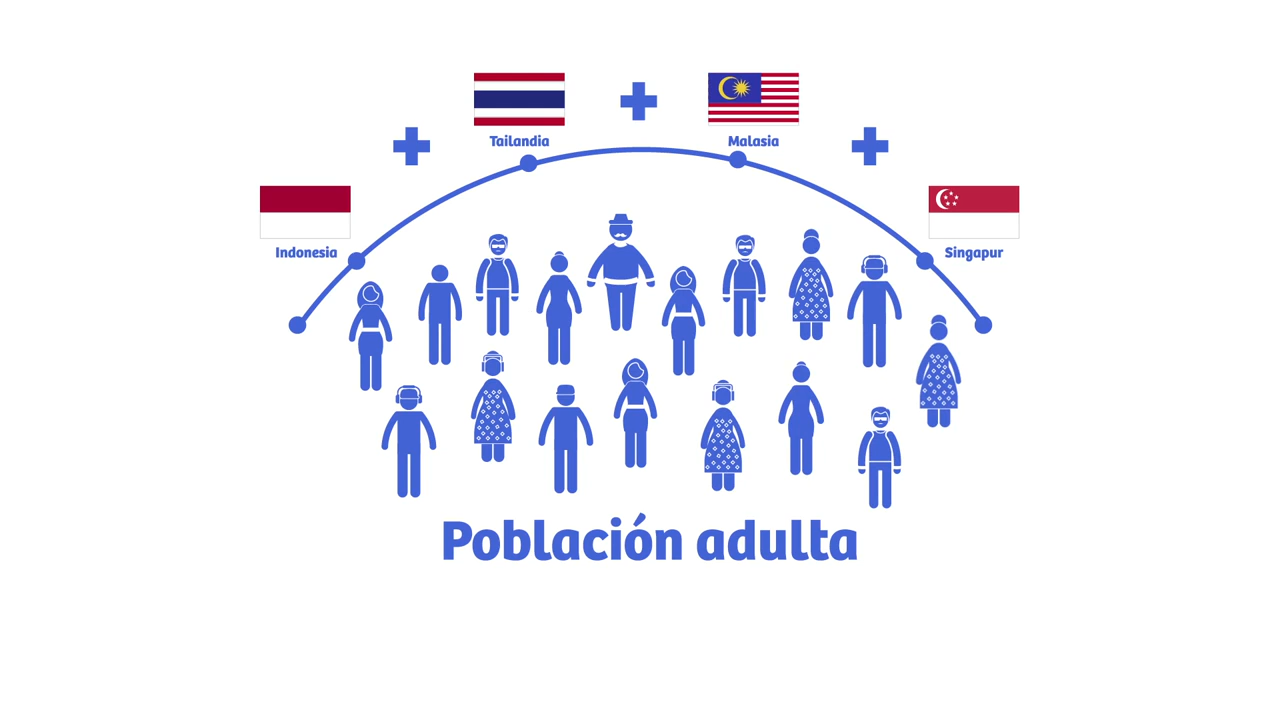 Tailandia
Malasia
Indonesia
Singapur
Población adulta